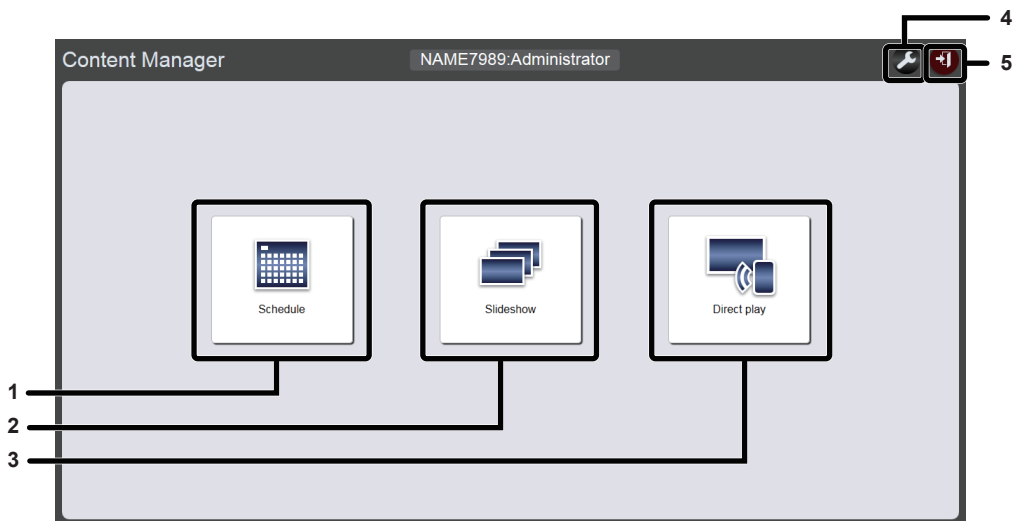 4
Content Manager
NAME7989:Administrator
5
Schedule
Slideshow
Direct play
1
2
3